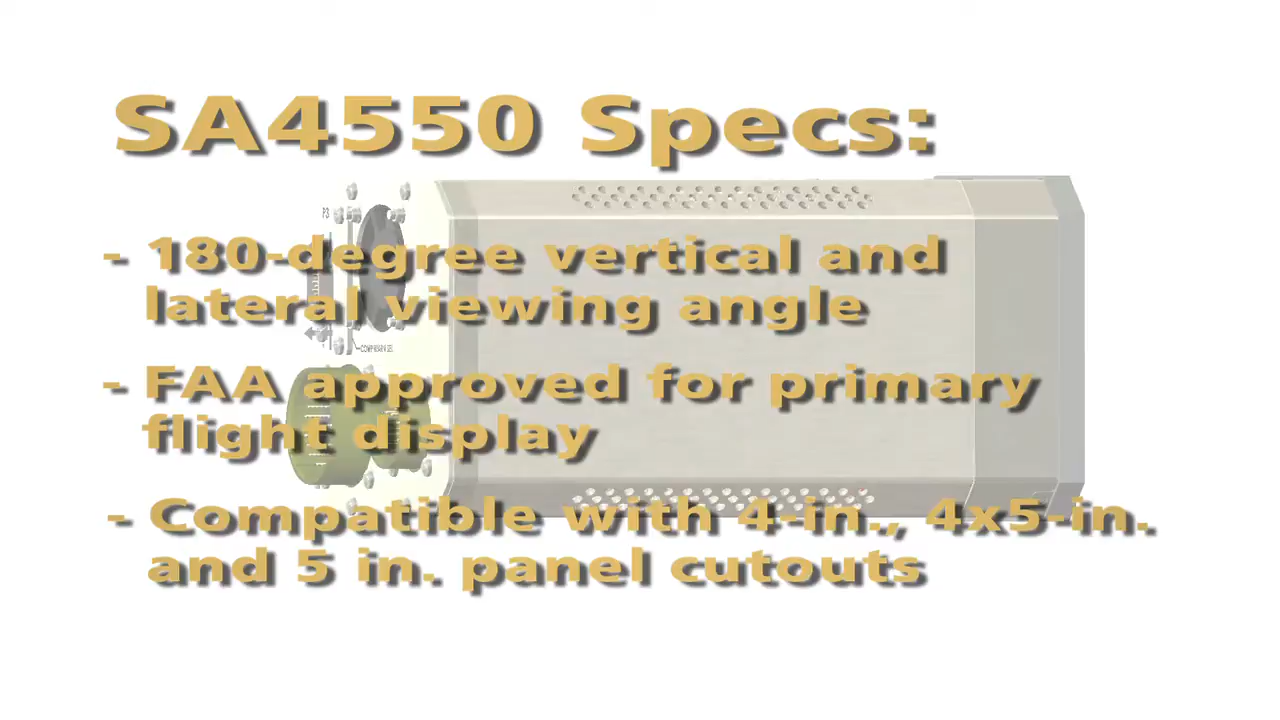 SA4550 Specs:
P3
- 180-degree vertical and
lateral viewing angle
- FAA approved for primary
flight display
- Compatible with 4-in., 4x5-in.
and 5 in. panel cutouts